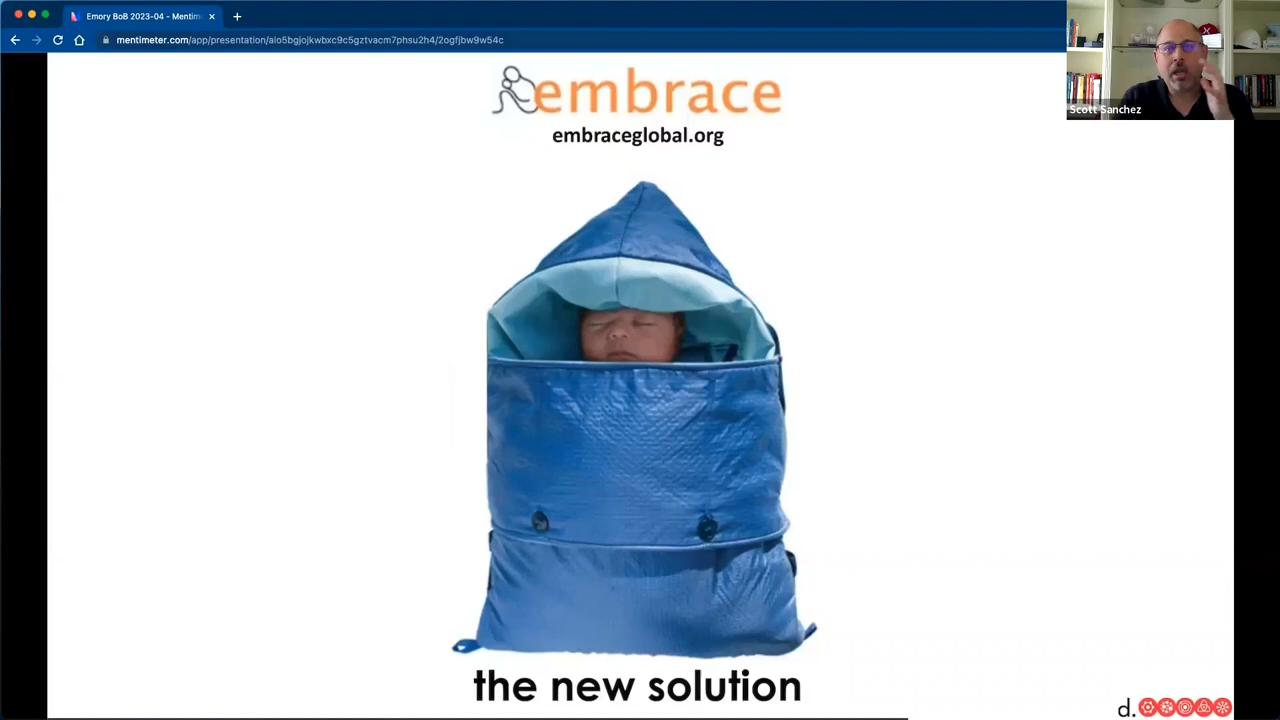 Emory BoB 2023-04 - Mentim
mentimeter.com/app/presentation/alo5bgjojkwbxc9c5gztvacm7phsu2h4/2ogfjbw9w54c
Scott Sanchez
embrace
embraceglobal.org
the new solution
d.